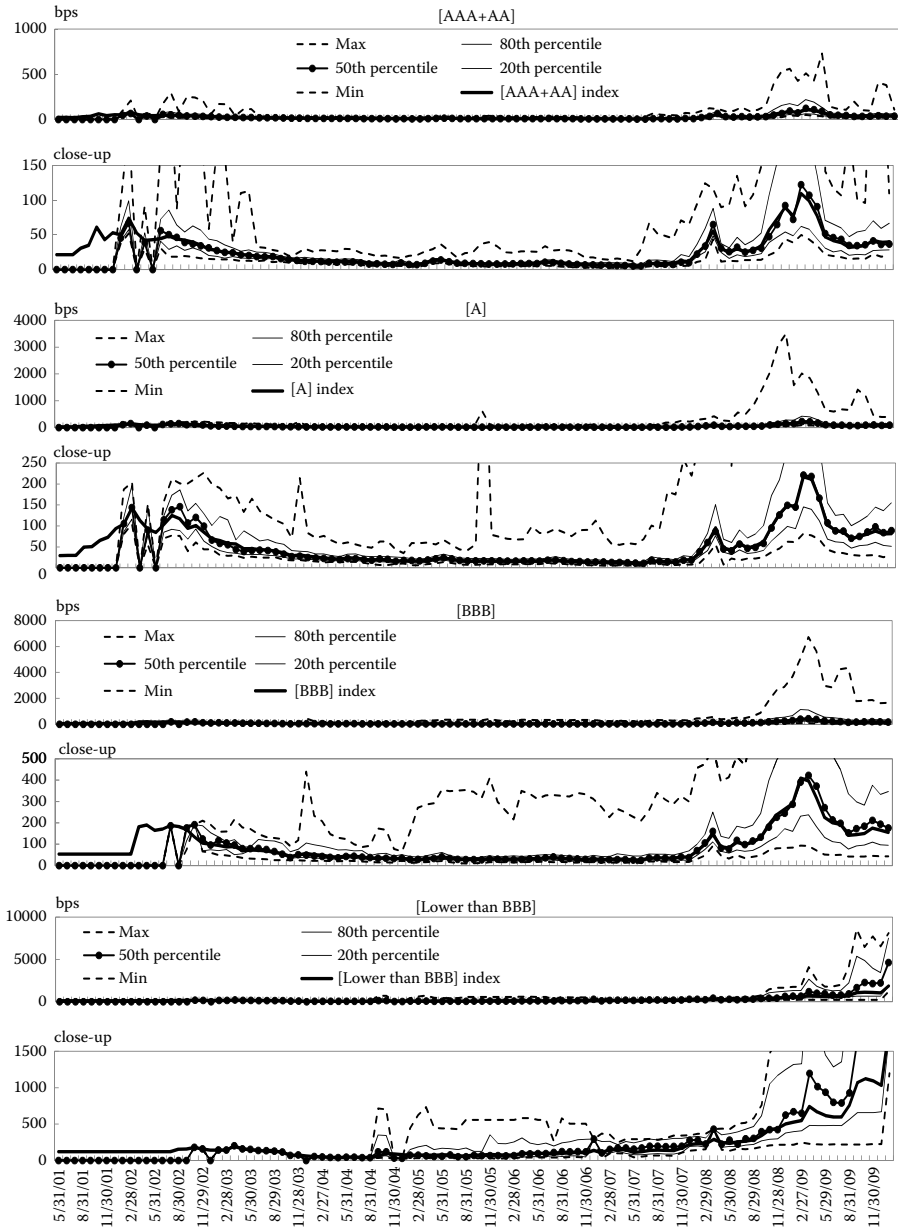 bps
[AAA+AA]
1000
500
0
Max
80th percentile
50th percentile
20th percentile
Min
[AAA+AA] index
close-up
150
100
50
0
bps
[A]
4000
3000
2000
1000
0
Max
80th percentile
50th percentile
20th percentile
Min
[A] index
close-up
250
200
150
100
50
0
bps
[BBB]
8000
6000
4000
2000
0
Max
80th percentile
50th percentile
20th percentile
Min
[BBB] index
close-up
500
400
300
200
100
0
bps
[Lower than BBB]
10000
5000
0
Max
80th percentile
50th percentile
20th percentile
Min
[Lower than BBB] index
close-up
1500
1000
500
0
5/31/01
8/31/01
11/30/01
2/28/02
5/31/02
8/30/02
11/29/02
2/28/03
5/30/03
8/29/03
11/28/03
2/27/04
5/31/04
8/31/04
11/30/04
2/28/05
5/31/05
8/31/05
11/30/05
2/28/06
5/31/06
8/31/06
11/30/06
2/28/07
5/31/07
8/31/07
11/30/07
2/29/08
5/30/08
8/29/08
11/28/08
2/27/09
5/29/09
8/31/09
11/30/09